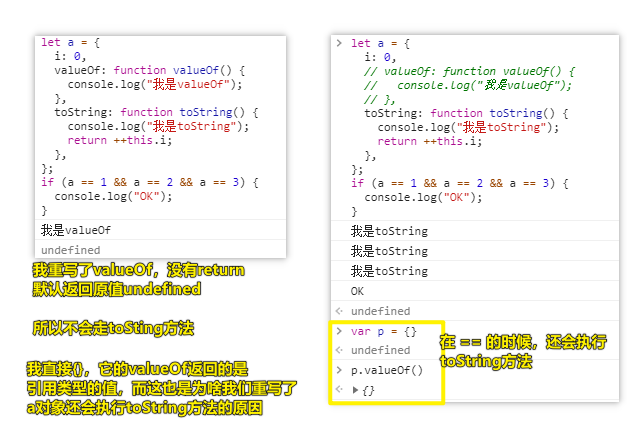 let a = {
i: 0,
valueOf: function valueOf() {
console.log("我是valueOf");
},
toString: function toString() {
console.log("我是toString");
return ++this.i;
},
};
if (a == 1 && a == 2 && a == 3) {
console.log("OK");
}
我是valueOf
undefined
我重写了valueOf，没有return
默认返回原值undefined
所以不会走toSting方法
我直接{}，它的valueOf返回的是
引用类型的值，而这也是为啥我们重写了
a对象还会执行toString方法的原因
let a = {
i: 0,
// valueOf: function valueOf() {
//   console.log("我是valueOf");
// },
toString: function toString() {
console.log("我是toString");
return ++this.i;
},
};
if (a == 1 && a == 2 && a == 3) {
console.log("OK");
}
我是toString
我是toString
我是toString
OK
undefined
var p = {}
undefined
p.valueOf()
{}
在 == 的时候，还会执行
toString方法